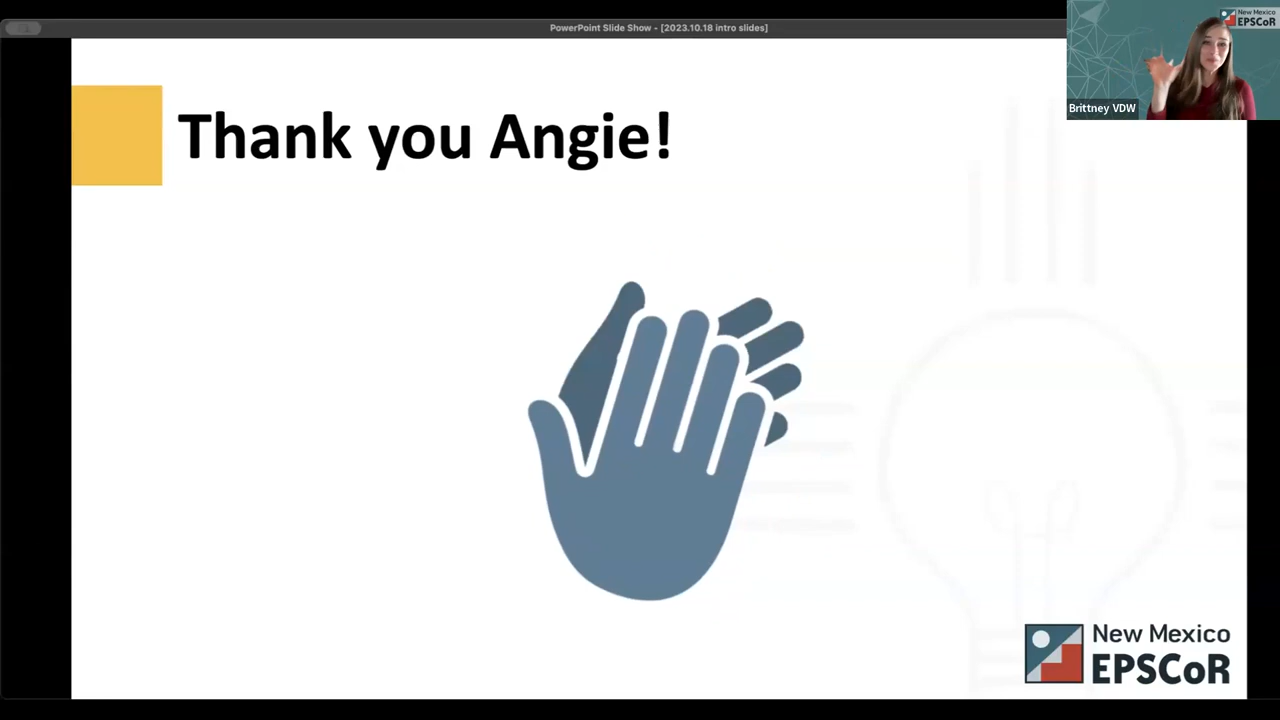 PowerPoint Slide Show - [2023.10.18 intro slides]
New Mexico
EPSCoR
Brittney VDW
Thank you Angie!
New Mexico
EPSCoR